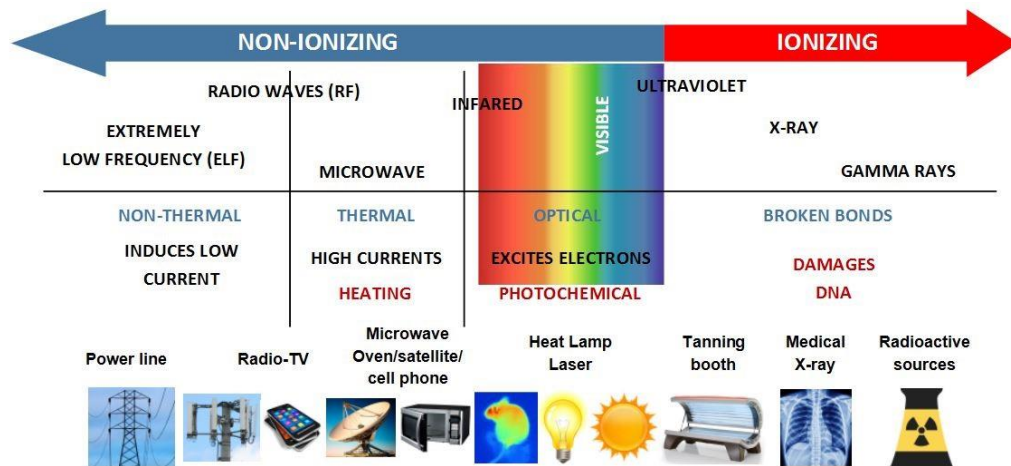 NON-IONIZING
IONIZING
RADIO WAVES (RF)
INFARED
VISIBLE
ULTRAVIOLET
EXTREMELY
LOW FREQUENCY (ELF)
MICROWAVE
X-RAY
GAMMA RAYS
NON-THERMAL
THERMAL
OPTICAL
BROKEN BONDS
INDUCES LOW
CURRENT
HIGH CURRENTS
HEATING
EXCITES ELECTRONS
PHOTOCHEMICAL
DAMAGES
DNA
Power line
Radio-TV
Microwave
Oven/satellite/
cell phone
Heat Lamp
Laser
Tanning
booth
Medical
X-ray
Radioactive
sources